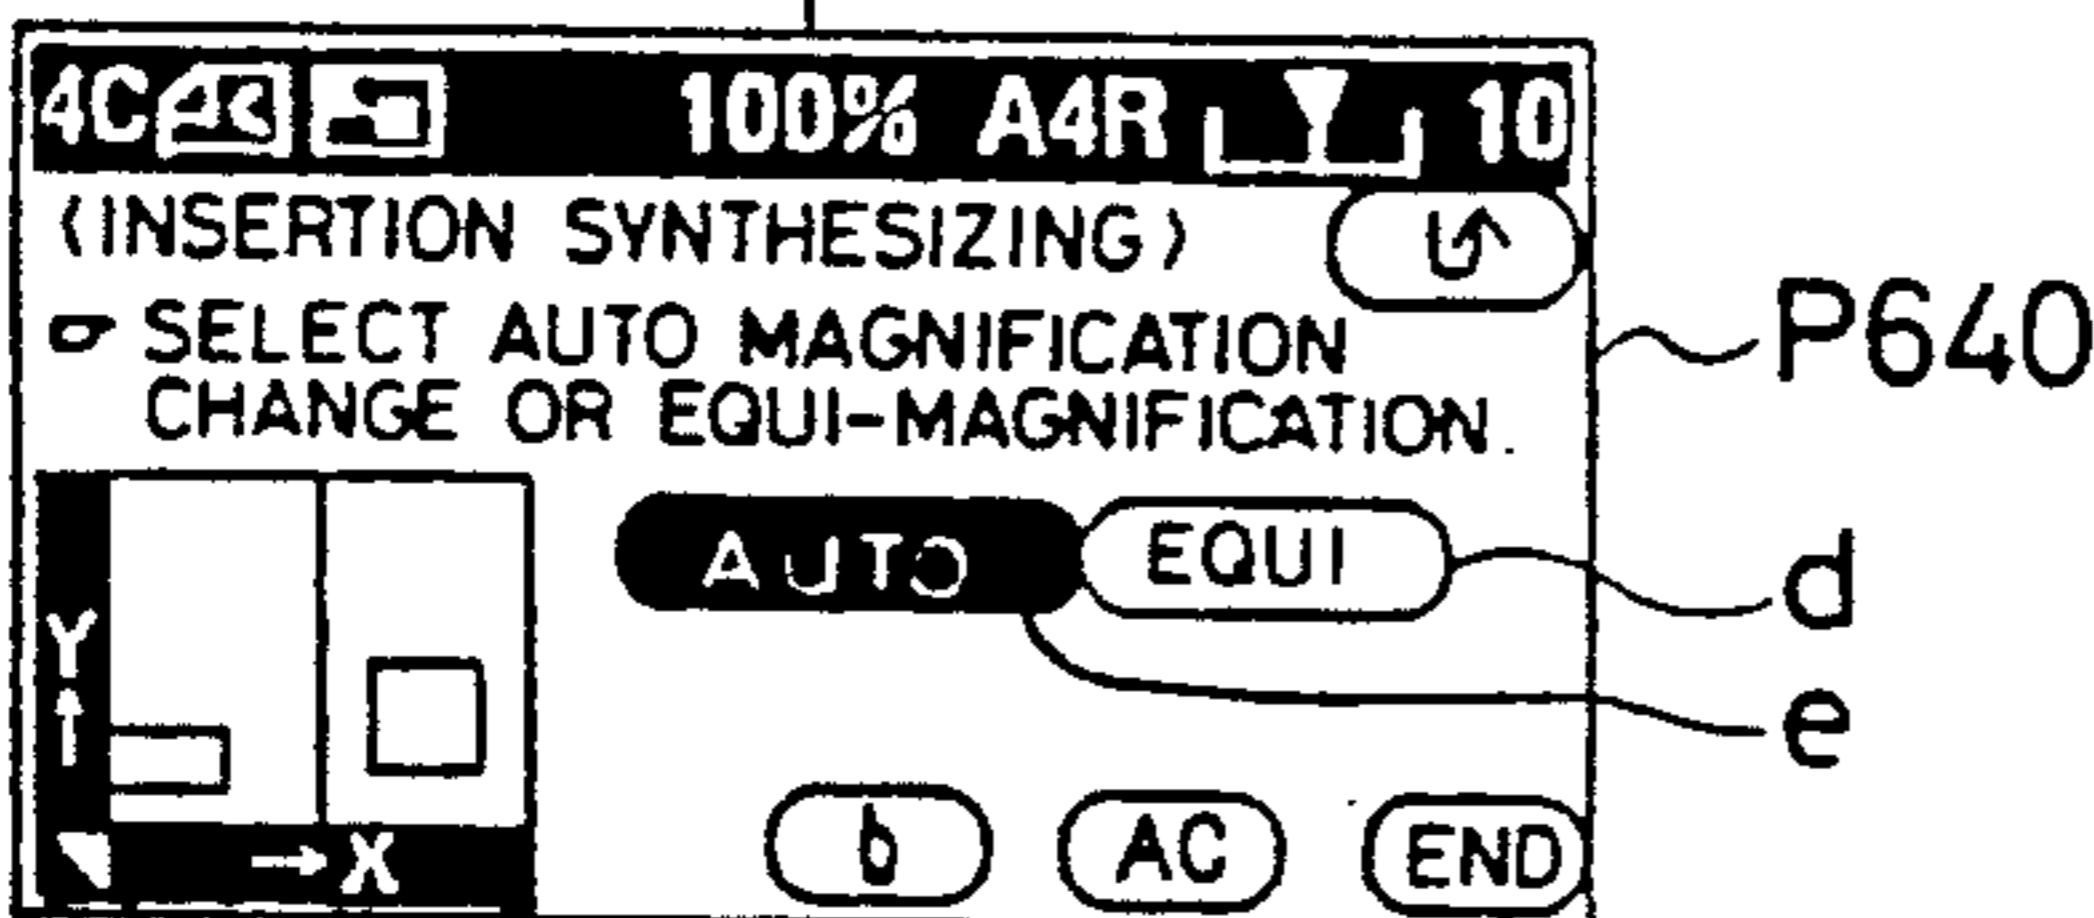 4C 100% A4R 10
<INSERTION SYNTHESIZING>
SELECT AUTO MAGNIFICATION
CHANGE OR EQUI-MAGNIFICATION.
P640
AUTO EQUI
d
e
Y
X
b AC END